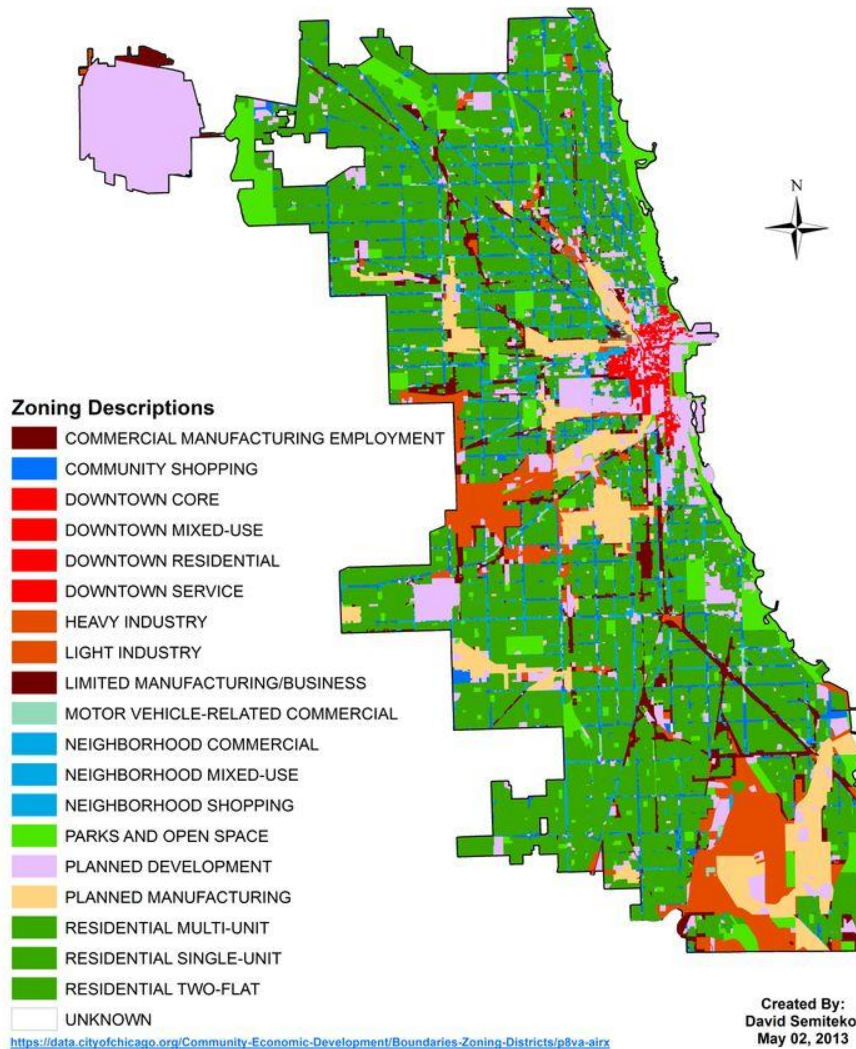 N
Zoning Descriptions
COMMERCIAL MANUFACTURING EMPLOYMENT
COMMUNITY SHOPPING
DOWNTOWN CORE
DOWNTOWN MIXED-USE
DOWNTOWN RESIDENTIAL
DOWNTOWN SERVICE
HEAVY INDUSTRY
LIGHT INDUSTRY
LIMITED MANUFACTURING/BUSINESS
MOTOR VEHICLE-RELATED COMMERCIAL
NEIGHBORHOOD COMMERCIAL
NEIGHBORHOOD MIXED-USE
NEIGHBORHOOD SHOPPING
PARKS AND OPEN SPACE
PLANNED DEVELOPMENT
PLANNED MANUFACTURING
RESIDENTIAL MULTI-UNIT
RESIDENTIAL SINGLE-UNIT
RESIDENTIAL TWO-FLAT
UNKNOWN
https://data.cityofchicago.org/Community-Economic-Development/Boundaries-Zoning-Districts/p8va-airx
Created By:
David Semitekol
May 02, 2013